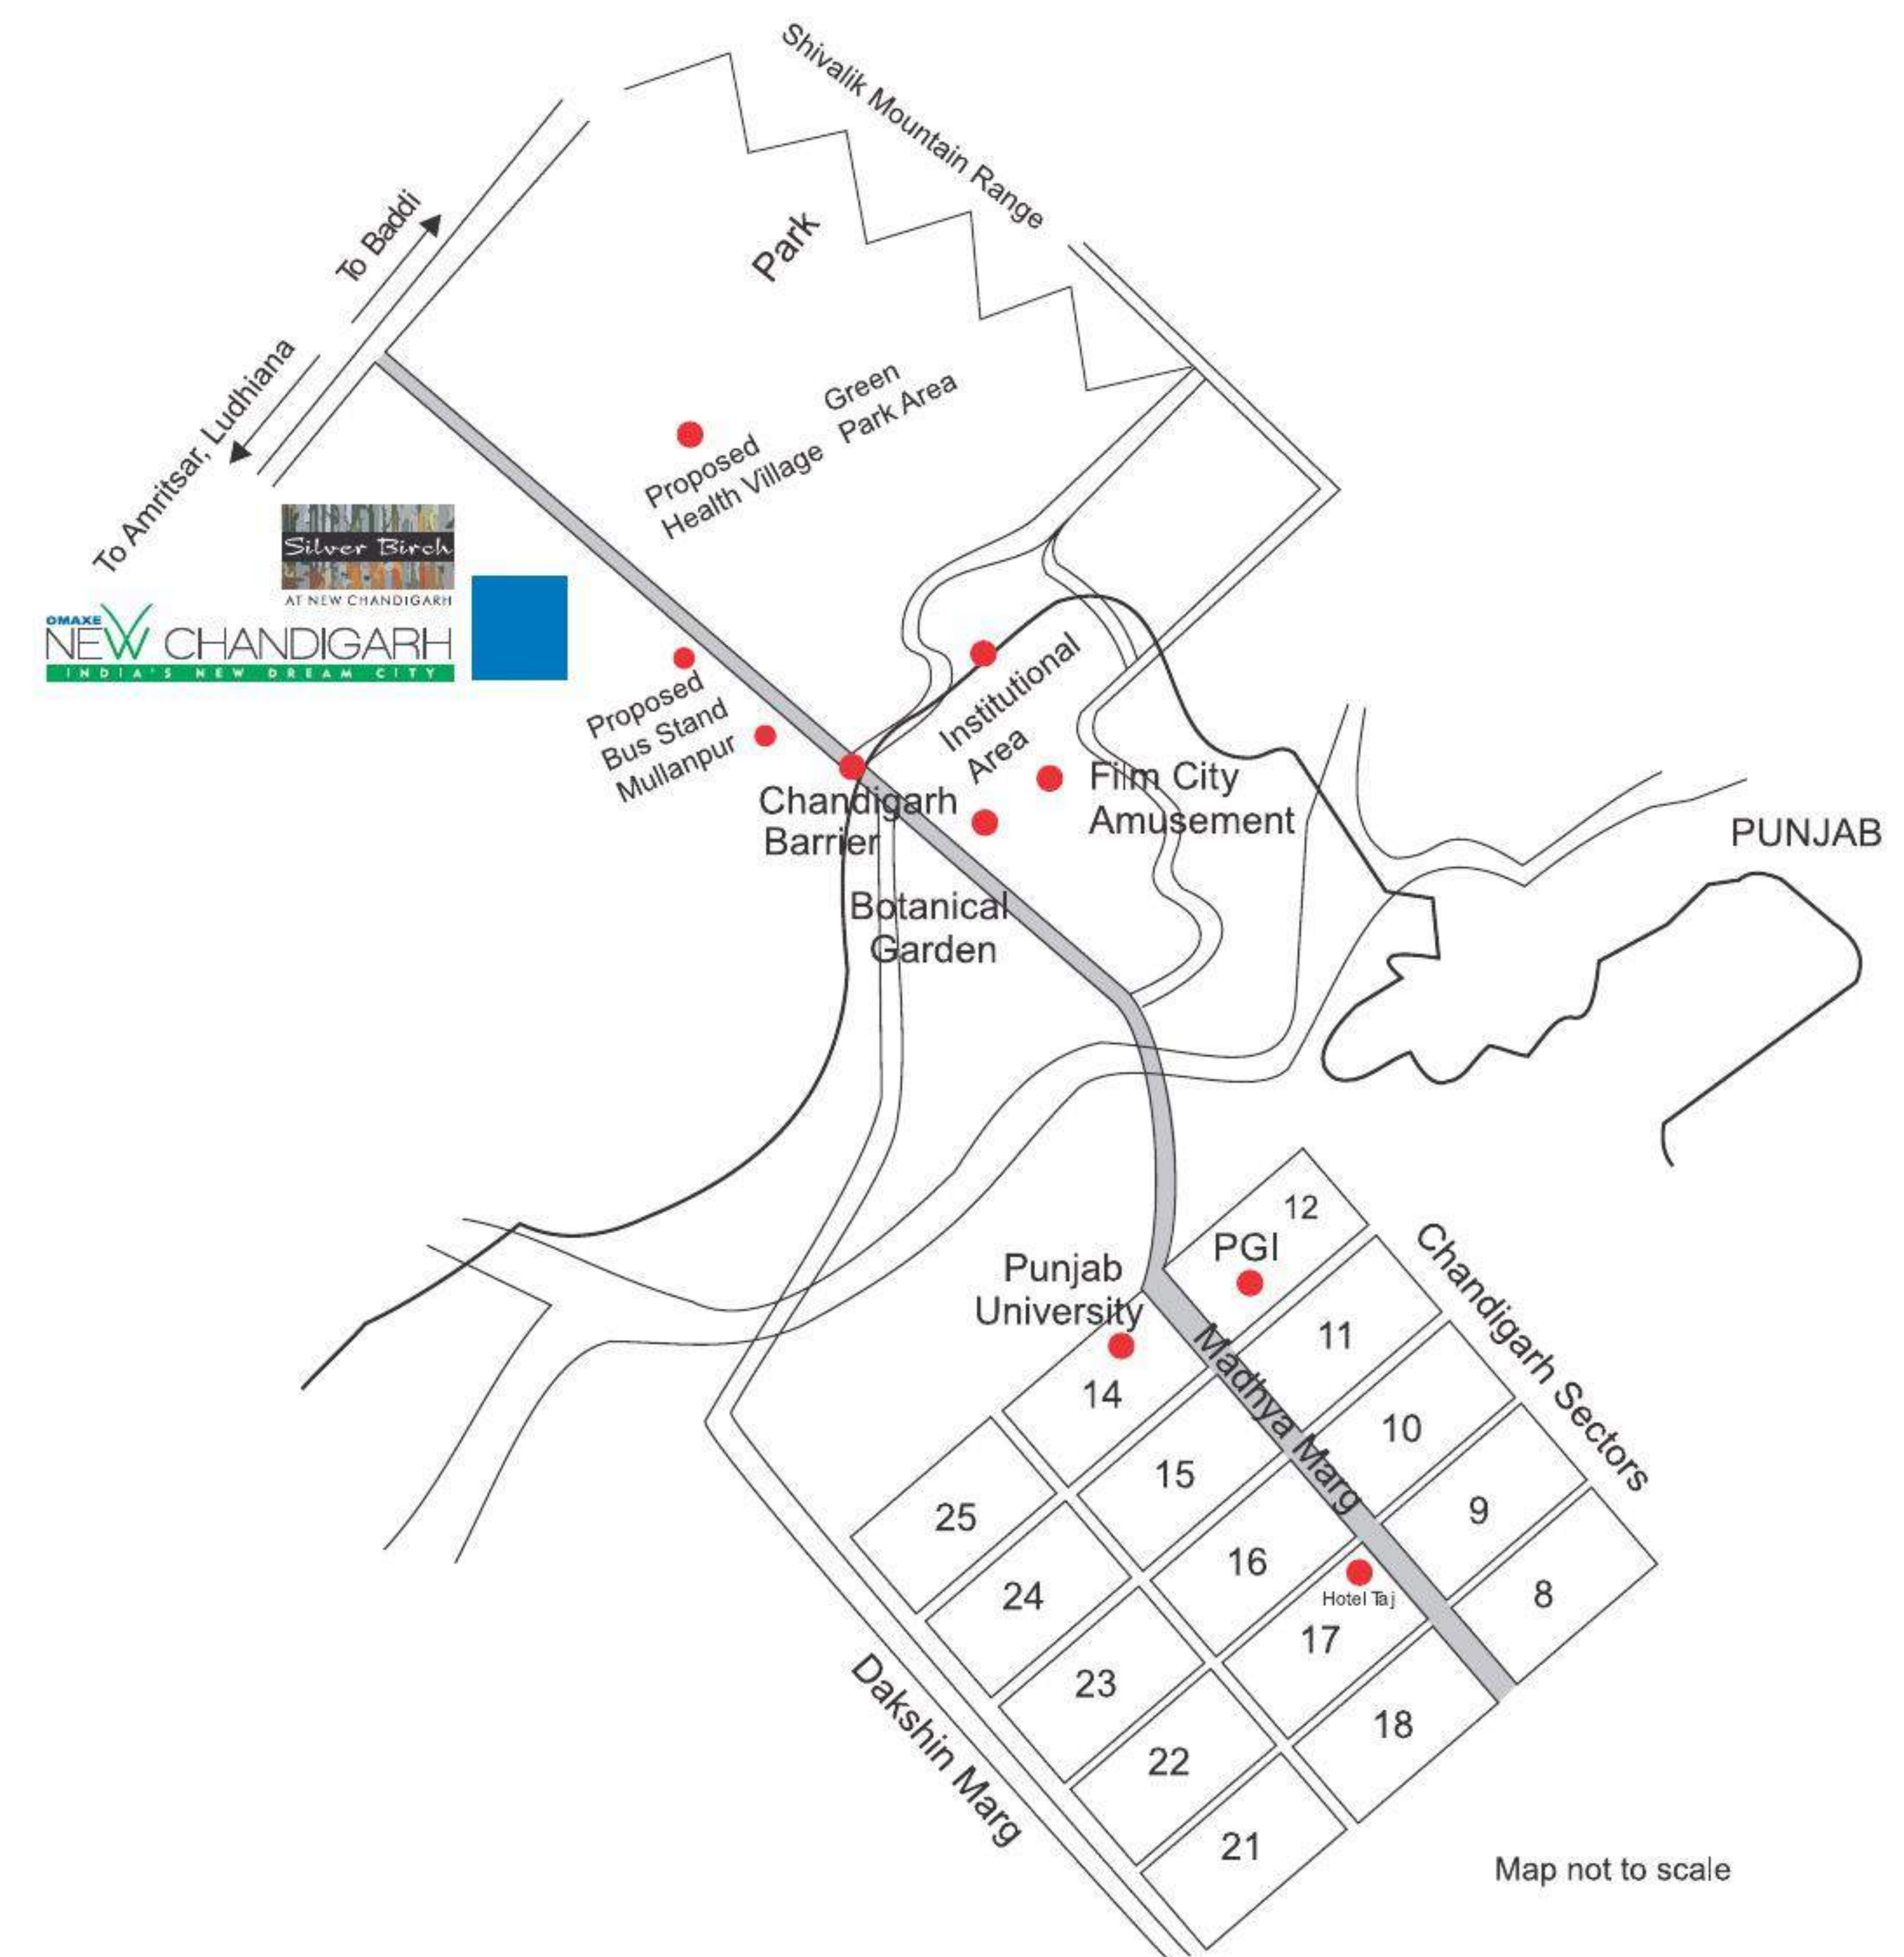 Shivalik Mountain Range
To Baddi
Park
To Amritsar, Ludhiana
Green
Park Area
Proposed
Health Village
Silver Birch
AT NEW CHANDIGARH
OMAXE
NEW CHANDIGARH
INDIA'S NEW DREAM CITY
Proposed
Bus Stand
Mullanpur
Institutional
Area
Film City
Amusement
Chandigarh
Barrier
PUNJAB
Botanical
Garden
12
PGI
Punjab
University
Chandigarh Sectors
11
Madhya Marg
14
10
15
9
25
16
Hotel Taj
8
24
17
23
18
Dakshin Marg
22
21
Map not to scale